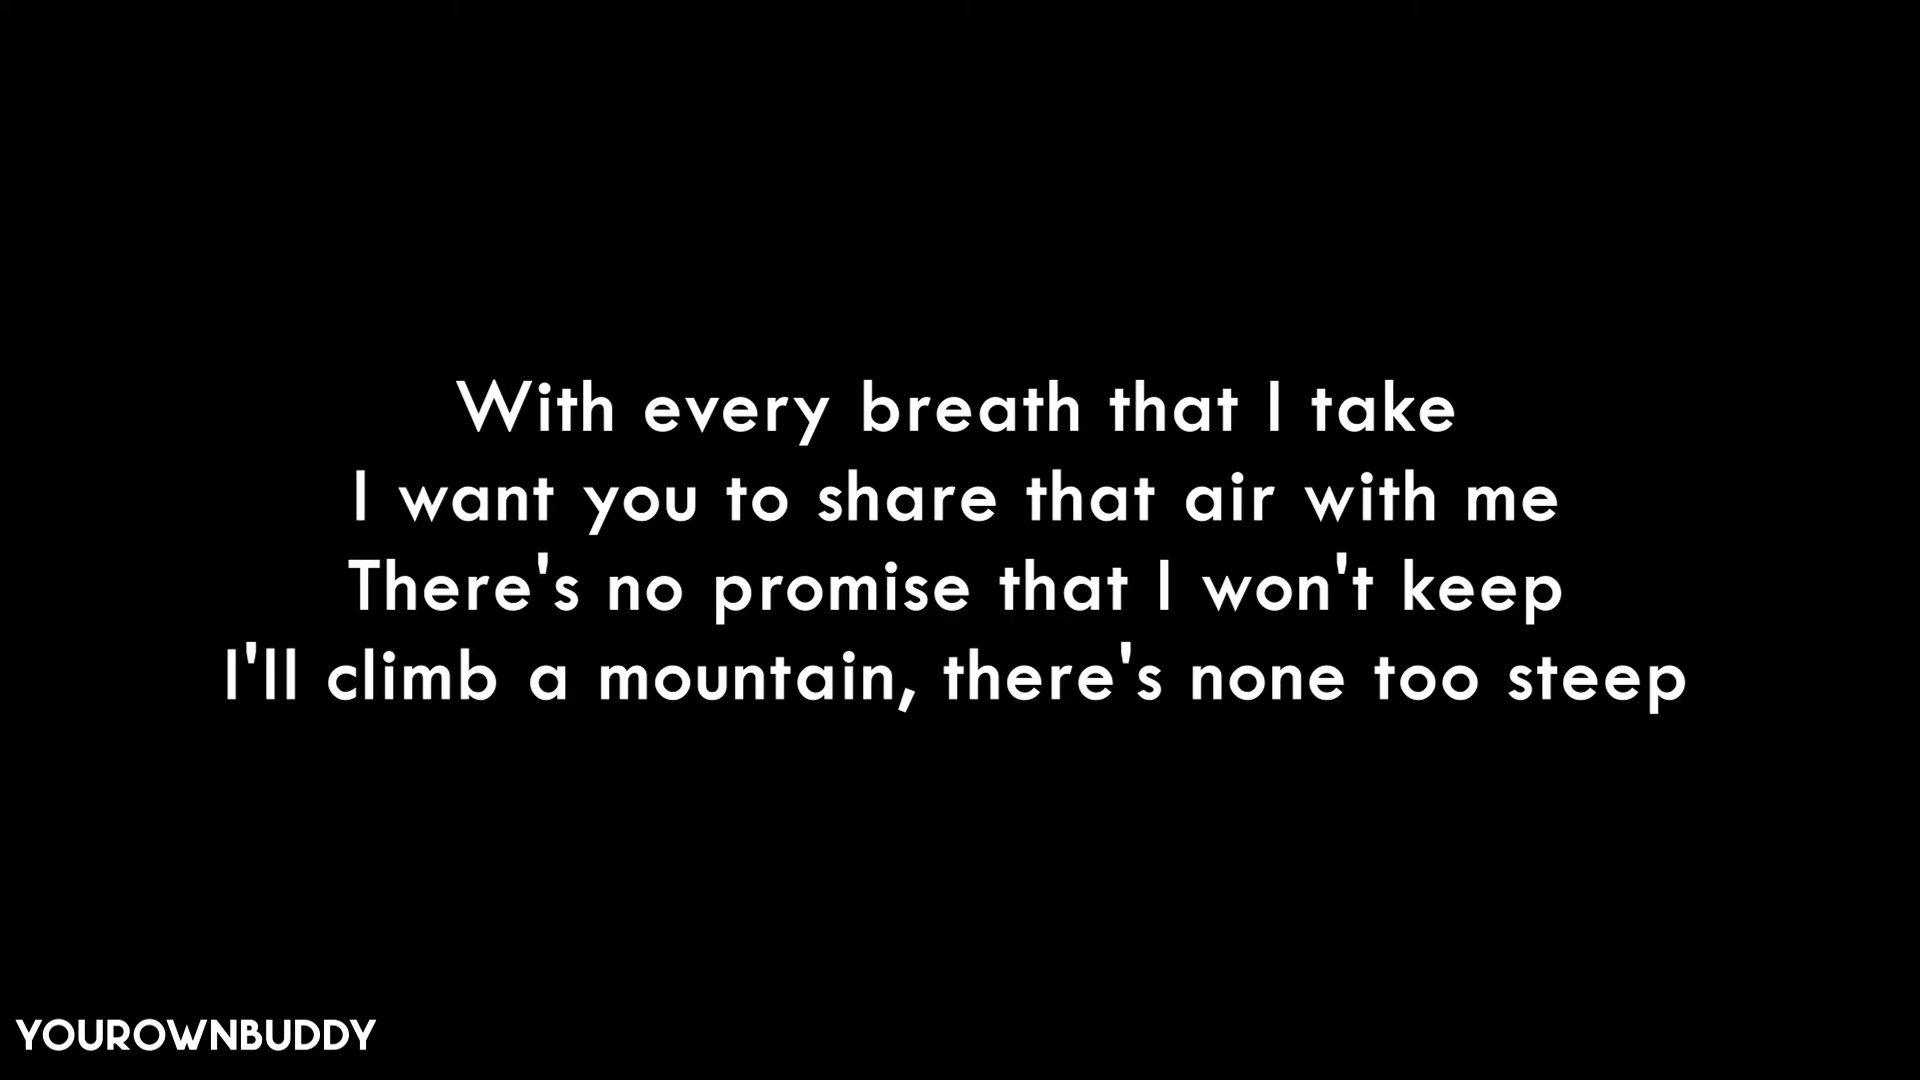 With every breath that I take
I want you to share that air with me
There's no promise that I won't keep
I'll climb a mountain, there's none too steep
YOUROWNBUDDY